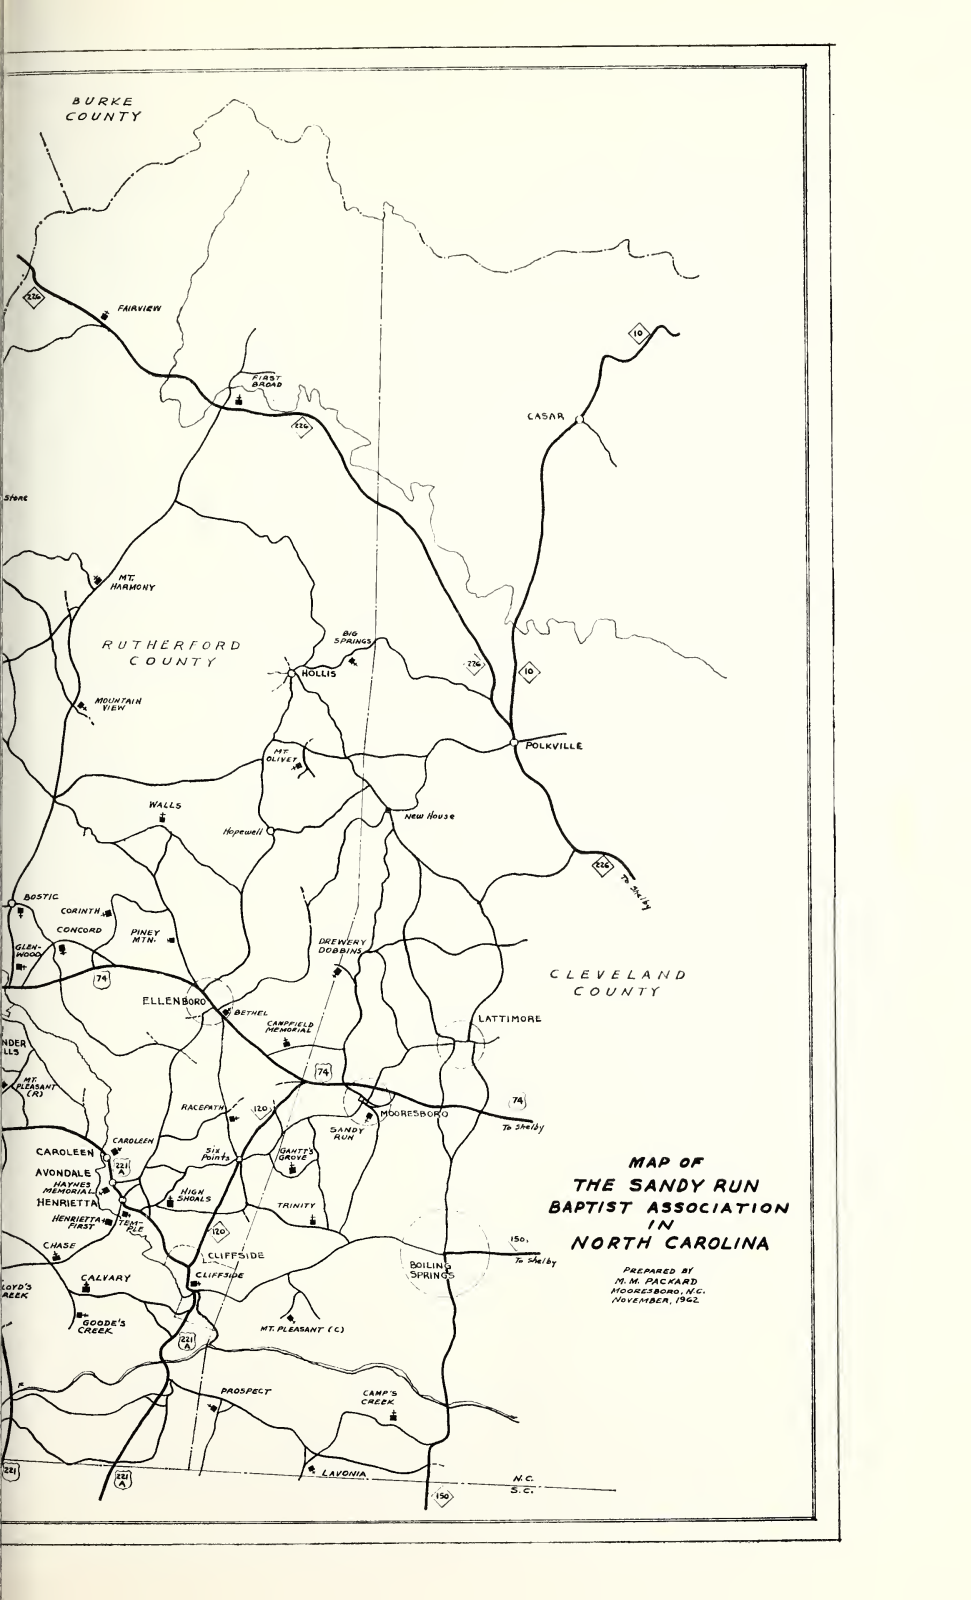 BURKE
COUNTY
226
FAIRVIEW
10
FIRST
BROAD
CASAR
226
Store
MT.
HARMONY
RUTHERFORD
COUNTY
BIG
SPRINGS
226
10
HOLLIS
MOUNTAIN
VIEW
POLKVILLE
MT.
OLIVET
WALLS
New House
Hopewell
226
To Shelby
BOSTIC
CORINTH
CONCORD
PINEY
MTN.
GLEN-
WOOD
DREWERY
DOBBINS
74
CLEVELAND
COUNTY
ELLENBORO
BETHEL
LATTIMORE
CAMPFIELD
MEMORIAL
NDER
LLS
74
MT.
PLEASANT
(R)
74
RACEPATH
120
MOORESBORO
To Shelby
SANDY
RUN
CAROLEEN
CAROLEEN
Six
Points
GANTT'S
GROVE
221
A
AVONDALE
HAYNES
MEMORIAL
HIGH
SHOALS
HENRIETTA
TRINITY
HENRIETTA
FIRST
TEM-
PLE
120
CHASE
CLIFFSIDE
150
To Shelby
BOILING
SPRINGS
CALVARY
CLIFFSIDE
LOYD'S
REEK
GOODE'S
CREEK
MT. PLEASANT (C)
221
A
PROSPECT
CAMP'S
CREEK
221
221
A
LAVONIA
N.C.
S.C.
150
MAP OF
THE SANDY RUN
BAPTIST ASSOCIATION
IN
NORTH CAROLINA
PREPARED BY
M. M. PACKARD
MOORESBORO, N.C.
NOVEMBER, 1962